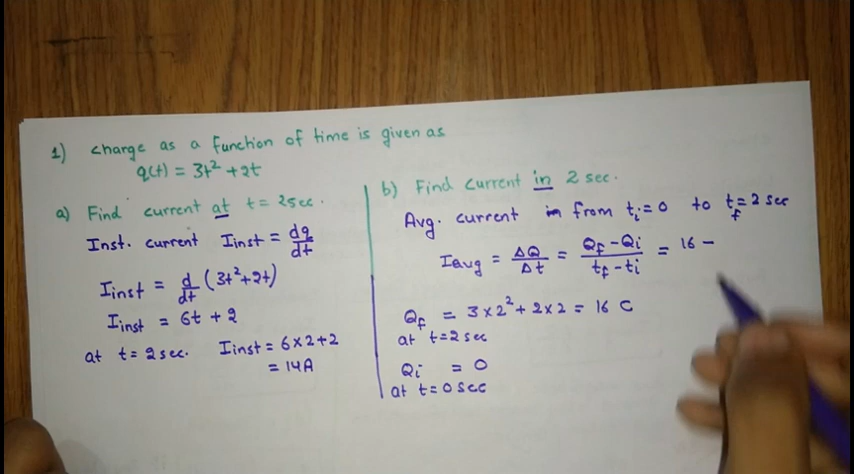 1) Charge as a function of time is given as
q(t) = 3t² + 2t
a) Find current at t = 2sec.
Inst. current Iinst = dq/dt
Iinst = d/dt (3t²+2t)
Iinst = 6t + 2
at t = 2 sec. Iinst = 6×2+2
= 14A
b) Find current in 2 sec.
Avg. current in from ti=0 to tf=2 sec
Iavg = ΔQ/Δt = Qf-Qi/tf-ti = 16 -
Qf = 3×2²+2×2 = 16 C
at t=2 sec
Qi = 0
at t=0 sec